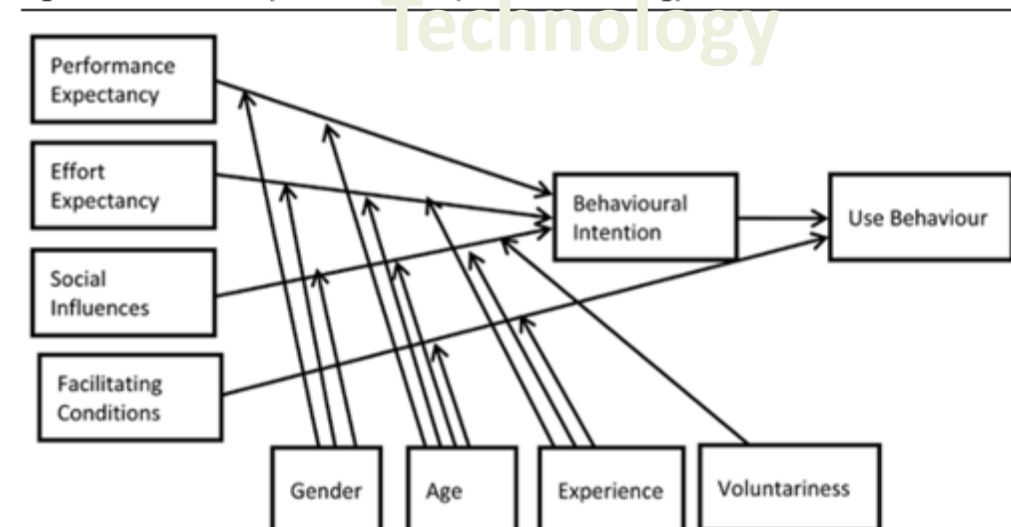 Technology
Performance
Expectancy
Effort
Expectancy
Social
Influences
Facilitating
Conditions
Behavioural
Intention
Use Behaviour
Gender
Age
Experience
Voluntariness